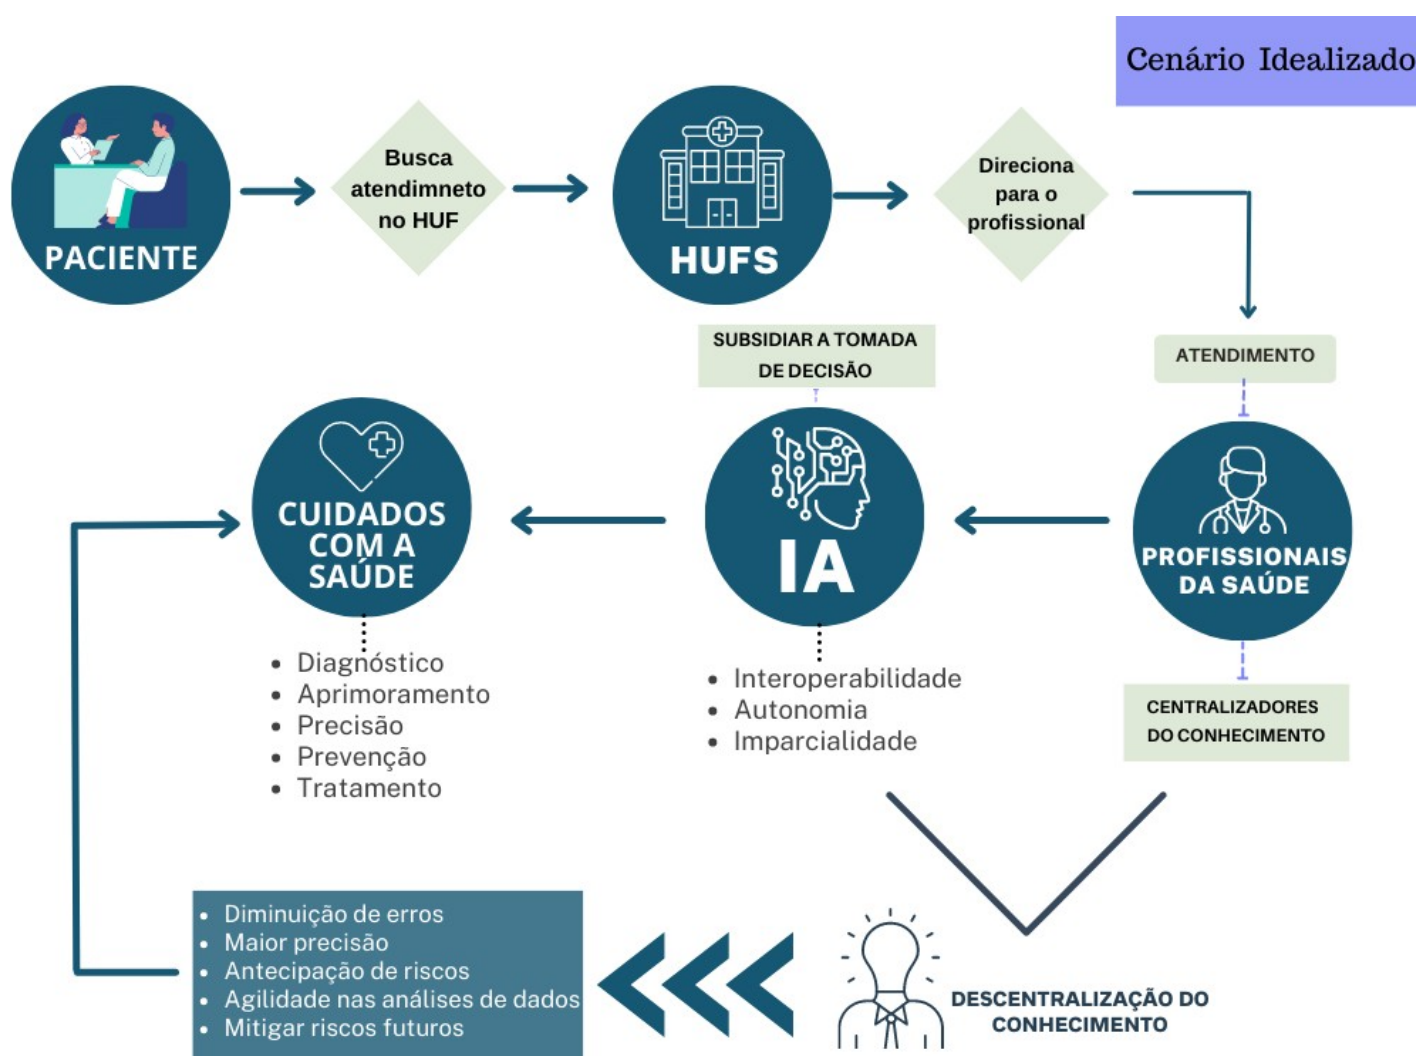 Cenário Idealizado
PACIENTE
Busca
atendimneto
no HUF
HUFS
Direciona
para o
profissional
SUBSIDIAR A TOMADA
DE DECISÃO
ATENDIMENTO
CUIDADOS
COM A
SAÚDE
IA
PROFISSIONAIS
DA SAÚDE
• Diagnóstico
• Aprimoramento
• Precisão
• Prevenção
• Tratamento
• Interoperabilidade
• Autonomia
• Imparcialidade
CENTRALIZADORES
DO CONHECIMENTO
• Diminuição de erros
• Maior precisão
• Antecipação de riscos
• Agilidade nas análises de dados
• Mitigar riscos futuros
DESCENTRALIZAÇÃO DO
CONHECIMENTO